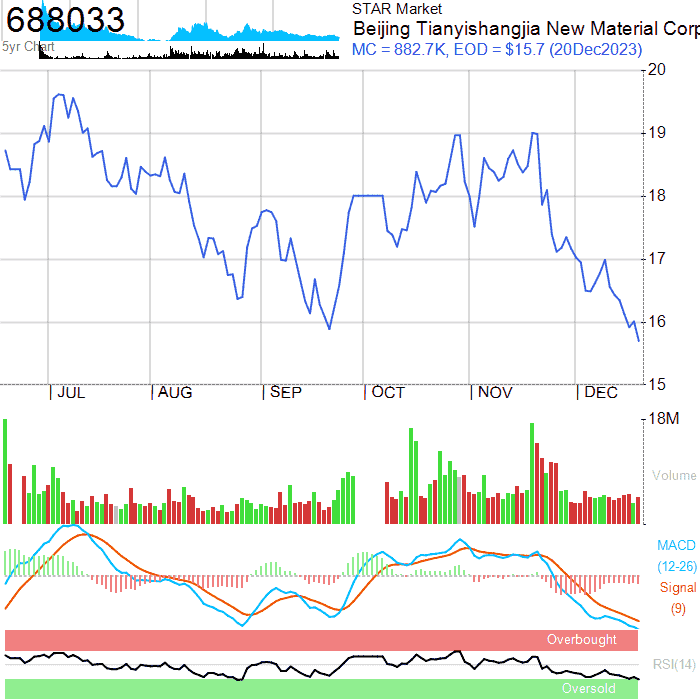 688033
5yr Chart
STAR Market
Beijing Tianyishangjia New Material Corp
MC = 882.7K, EOD = $15.7 (20Dec2023)
20
19
18
17
16
15
JUL AUG SEP OCT NOV DEC
18M
Volume
MACD
(12-26)
Signal
(9)
Overbought
RSI(14)
Oversold